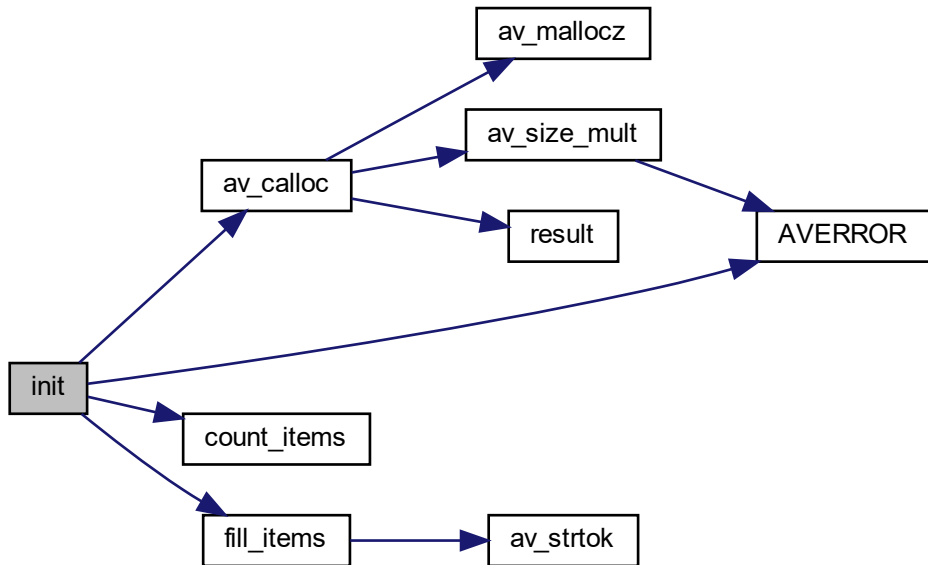 av_mallocz
av_size_mult
av_calloc
result
AVERROR
init
count_items
fill_items
av_strtok